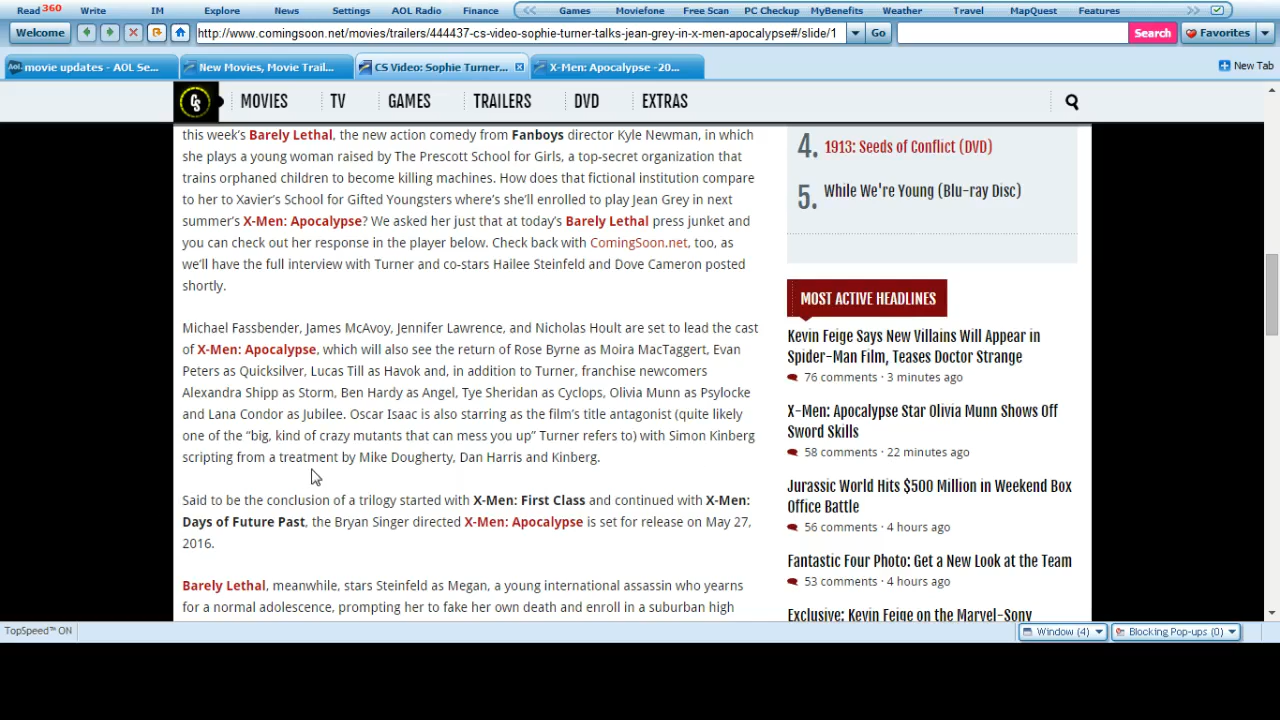 Read 360 Write IM Explore News Settings AOL Radio Finance Games Moviefone Free Scan PC Checkup MyBenefits Weather Travel MapQuest Features
Welcome http://www.comingsoon.net/movies/trailers/444437-cs-video-sophie-turner-talks-jean-grey-in-x-men-apocalypse#/slide/1 Go Search Favorites
movie updates - AOL Se... New Movies, Movie Trail... CS Video: Sophie Turner... X-Men: Apocalypse -20... New Tab
CS MOVIES TV GAMES TRAILERS DVD EXTRAS
this week's Barely Lethal, the new action comedy from Fanboys director Kyle Newman, in which
she plays a young woman raised by The Prescott School for Girls, a top-secret organization that
trains orphaned children to become killing machines. How does that fictional institution compare
to her to Xavier's School for Gifted Youngsters where's she'll enrolled to play Jean Grey in next
summer's X-Men: Apocalypse? We asked her just that at today's Barely Lethal press junket and
you can check out her response in the player below. Check back with ComingSoon.net, too, as
we'll have the full interview with Turner and co-stars Hailee Steinfeld and Dove Cameron posted
shortly.
Michael Fassbender, James McAvoy, Jennifer Lawrence, and Nicholas Hoult are set to lead the cast
of X-Men: Apocalypse, which will also see the return of Rose Byrne as Moira MacTaggert, Evan
Peters as Quicksilver, Lucas Till as Havok and, in addition to Turner, franchise newcomers
Alexandra Shipp as Storm, Ben Hardy as Angel, Tye Sheridan as Cyclops, Olivia Munn as Psylocke
and Lana Condor as Jubilee. Oscar Isaac is also starring as the film's title antagonist (quite likely
one of the "big, kind of crazy mutants that can mess you up" Turner refers to) with Simon Kinberg
scripting from a treatment by Mike Dougherty, Dan Harris and Kinberg.
Said to be the conclusion of a trilogy started with X-Men: First Class and continued with X-Men:
Days of Future Past, the Bryan Singer directed X-Men: Apocalypse is set for release on May 27,
2016.
Barely Lethal, meanwhile, stars Steinfeld as Megan, a young international assassin who yearns
for a normal adolescence, prompting her to fake her own death and enroll in a suburban high
4. 1913: Seeds of Conflict (DVD)
5. While We're Young (Blu-ray Disc)
MOST ACTIVE HEADLINES
Kevin Feige Says New Villains Will Appear in
Spider-Man Film, Teases Doctor Strange
76 comments · 3 minutes ago
X-Men: Apocalypse Star Olivia Munn Shows Off
Sword Skills
58 comments · 22 minutes ago
Jurassic World Hits $500 Million in Weekend Box
Office Battle
56 comments · 4 hours ago
Fantastic Four Photo: Get a New Look at the Team
53 comments · 4 hours ago
Exclusive: Kevin Feige on the Marvel-Sony
TopSpeed™ ON Window (4) Blocking Pop-ups (0)